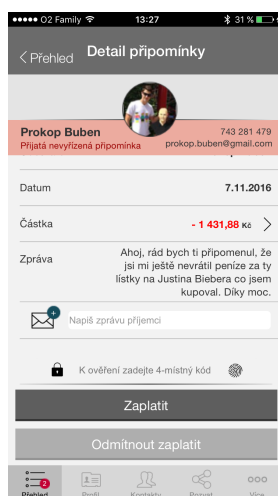 O2 Family 13:27 31 %
Přehled Detail připomínky
Prokop Buben 743 281 479
Přijatá nevyřízená připomínka prokop.buben@gmail.com
Datum 7.11.2016
Částka - 1 431,88 Kč
Zpráva Ahoj, rád bych ti připomenul, že
jsi mi ještě nevrátil peníze za ty
lístky na Justina Biebera co jsem
kupoval. Díky moc.
Napiš zprávu příjemci
K ověření zadejte 4-místný kód
Zaplatit
Odmítnout zaplatit
2
Přehled Profil Kontakty Rozpat Více